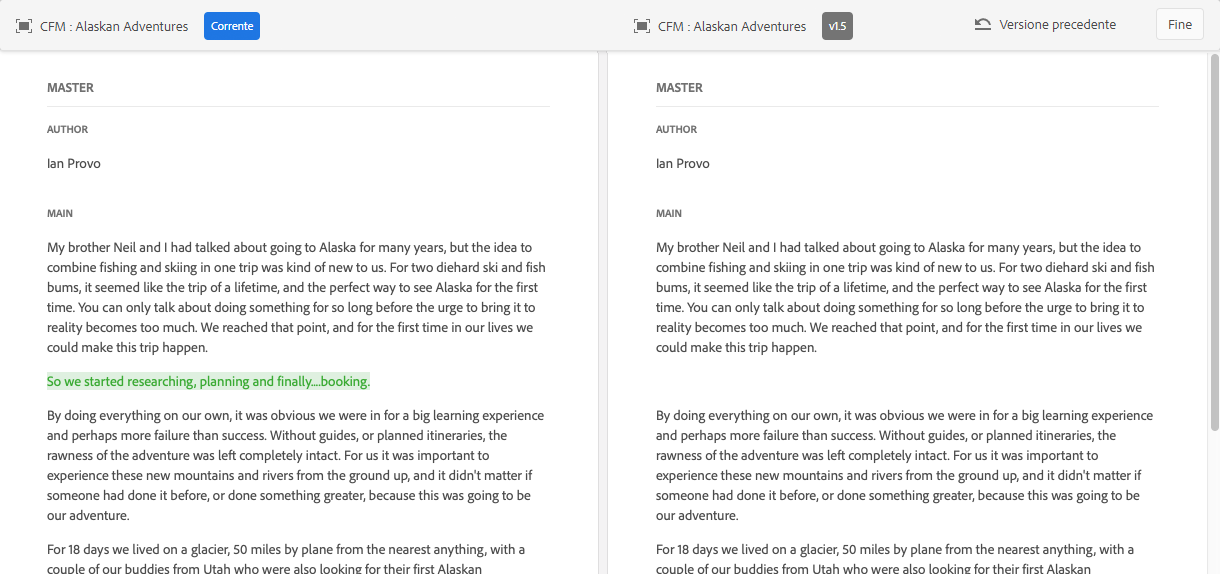 CFM : Alaskan Adventures Corrente
CFM : Alaskan Adventures v1.5 Versione precedente Fine
MASTER
AUTHOR
Ian Provo
MAIN
My brother Neil and I had talked about going to Alaska for many years, but the idea to
combine fishing and skiing in one trip was kind of new to us. For two diehard ski and fish
bums, it seemed like the trip of a lifetime, and the perfect way to see Alaska for the first
time. You can only talk about doing something for so long before the urge to bring it to
reality becomes too much. We reached that point, and for the first time in our lives we
could make this trip happen.
So we started researching, planning and finally....booking.
By doing everything on our own, it was obvious we were in for a big learning experience
and perhaps more failure than success. Without guides, or planned itineraries, the
rawness of the adventure was left completely intact. For us it was important to
experience these new mountains and rivers from the ground up, and it didn't matter if
someone had done it before, or done something greater, because this was going to be
our adventure.
For 18 days we lived on a glacier, 50 miles by plane from the nearest anything, with a
couple of our buddies from Utah who were also looking for their first Alaskan
MASTER
AUTHOR
Ian Provo
MAIN
My brother Neil and I had talked about going to Alaska for many years, but the idea to
combine fishing and skiing in one trip was kind of new to us. For two diehard ski and fish
bums, it seemed like the trip of a lifetime, and the perfect way to see Alaska for the first
time. You can only talk about doing something for so long before the urge to bring it to
reality becomes too much. We reached that point, and for the first time in our lives we
could make this trip happen.
By doing everything on our own, it was obvious we were in for a big learning experience
and perhaps more failure than success. Without guides, or planned itineraries, the
rawness of the adventure was left completely intact. For us it was important to
experience these new mountains and rivers from the ground up, and it didn't matter if
someone had done it before, or done something greater, because this was going to be
our adventure.
For 18 days we lived on a glacier, 50 miles by plane from the nearest anything, with a
couple of our buddies from Utah who were also looking for their first Alaskan